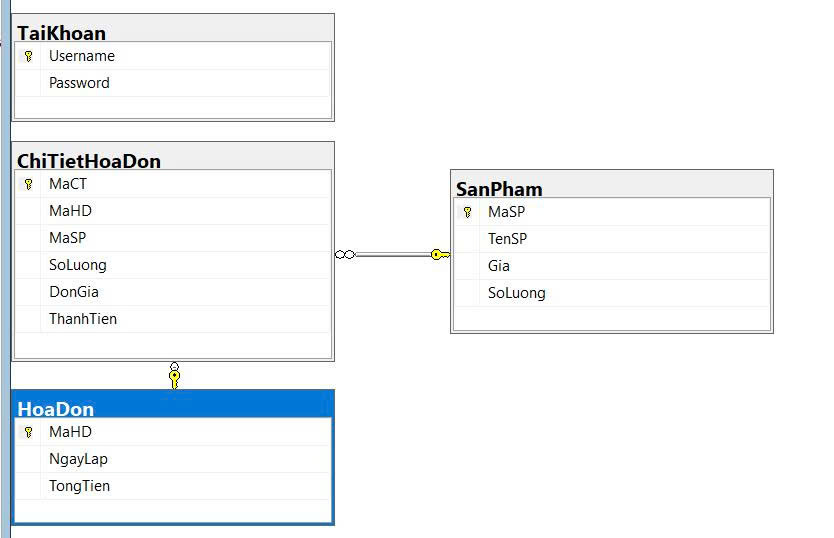 TaiKhoan
Username
Password
ChiTietHoaDon
MaCT
MaHD
MaSP
SoLuong
DonGia
ThanhTien
SanPham
MaSP
TenSP
Gia
SoLuong
HoaDon
MaHD
NgayLap
TongTien